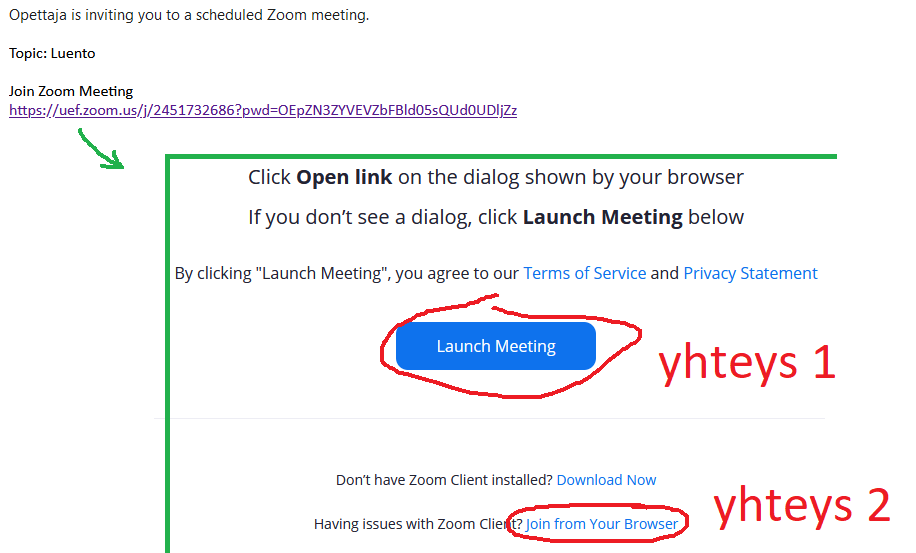 Opettaja is inviting you to a scheduled Zoom meeting.
Topic: Luento
Join Zoom Meeting
https://uef.zoom.us/j/2451732686?pwd=OEpZN3ZYVEVZbFBld05sQUd0UDljZz
Click Open link on the dialog shown by your browser
If you don’t see a dialog, click Launch Meeting below
By clicking "Launch Meeting", you agree to our Terms of Service and Privacy Statement
Launch Meeting
yhteys 1
Don’t have Zoom Client installed? Download Now
Having issues with Zoom Client? Join from Your Browser
yhteys 2